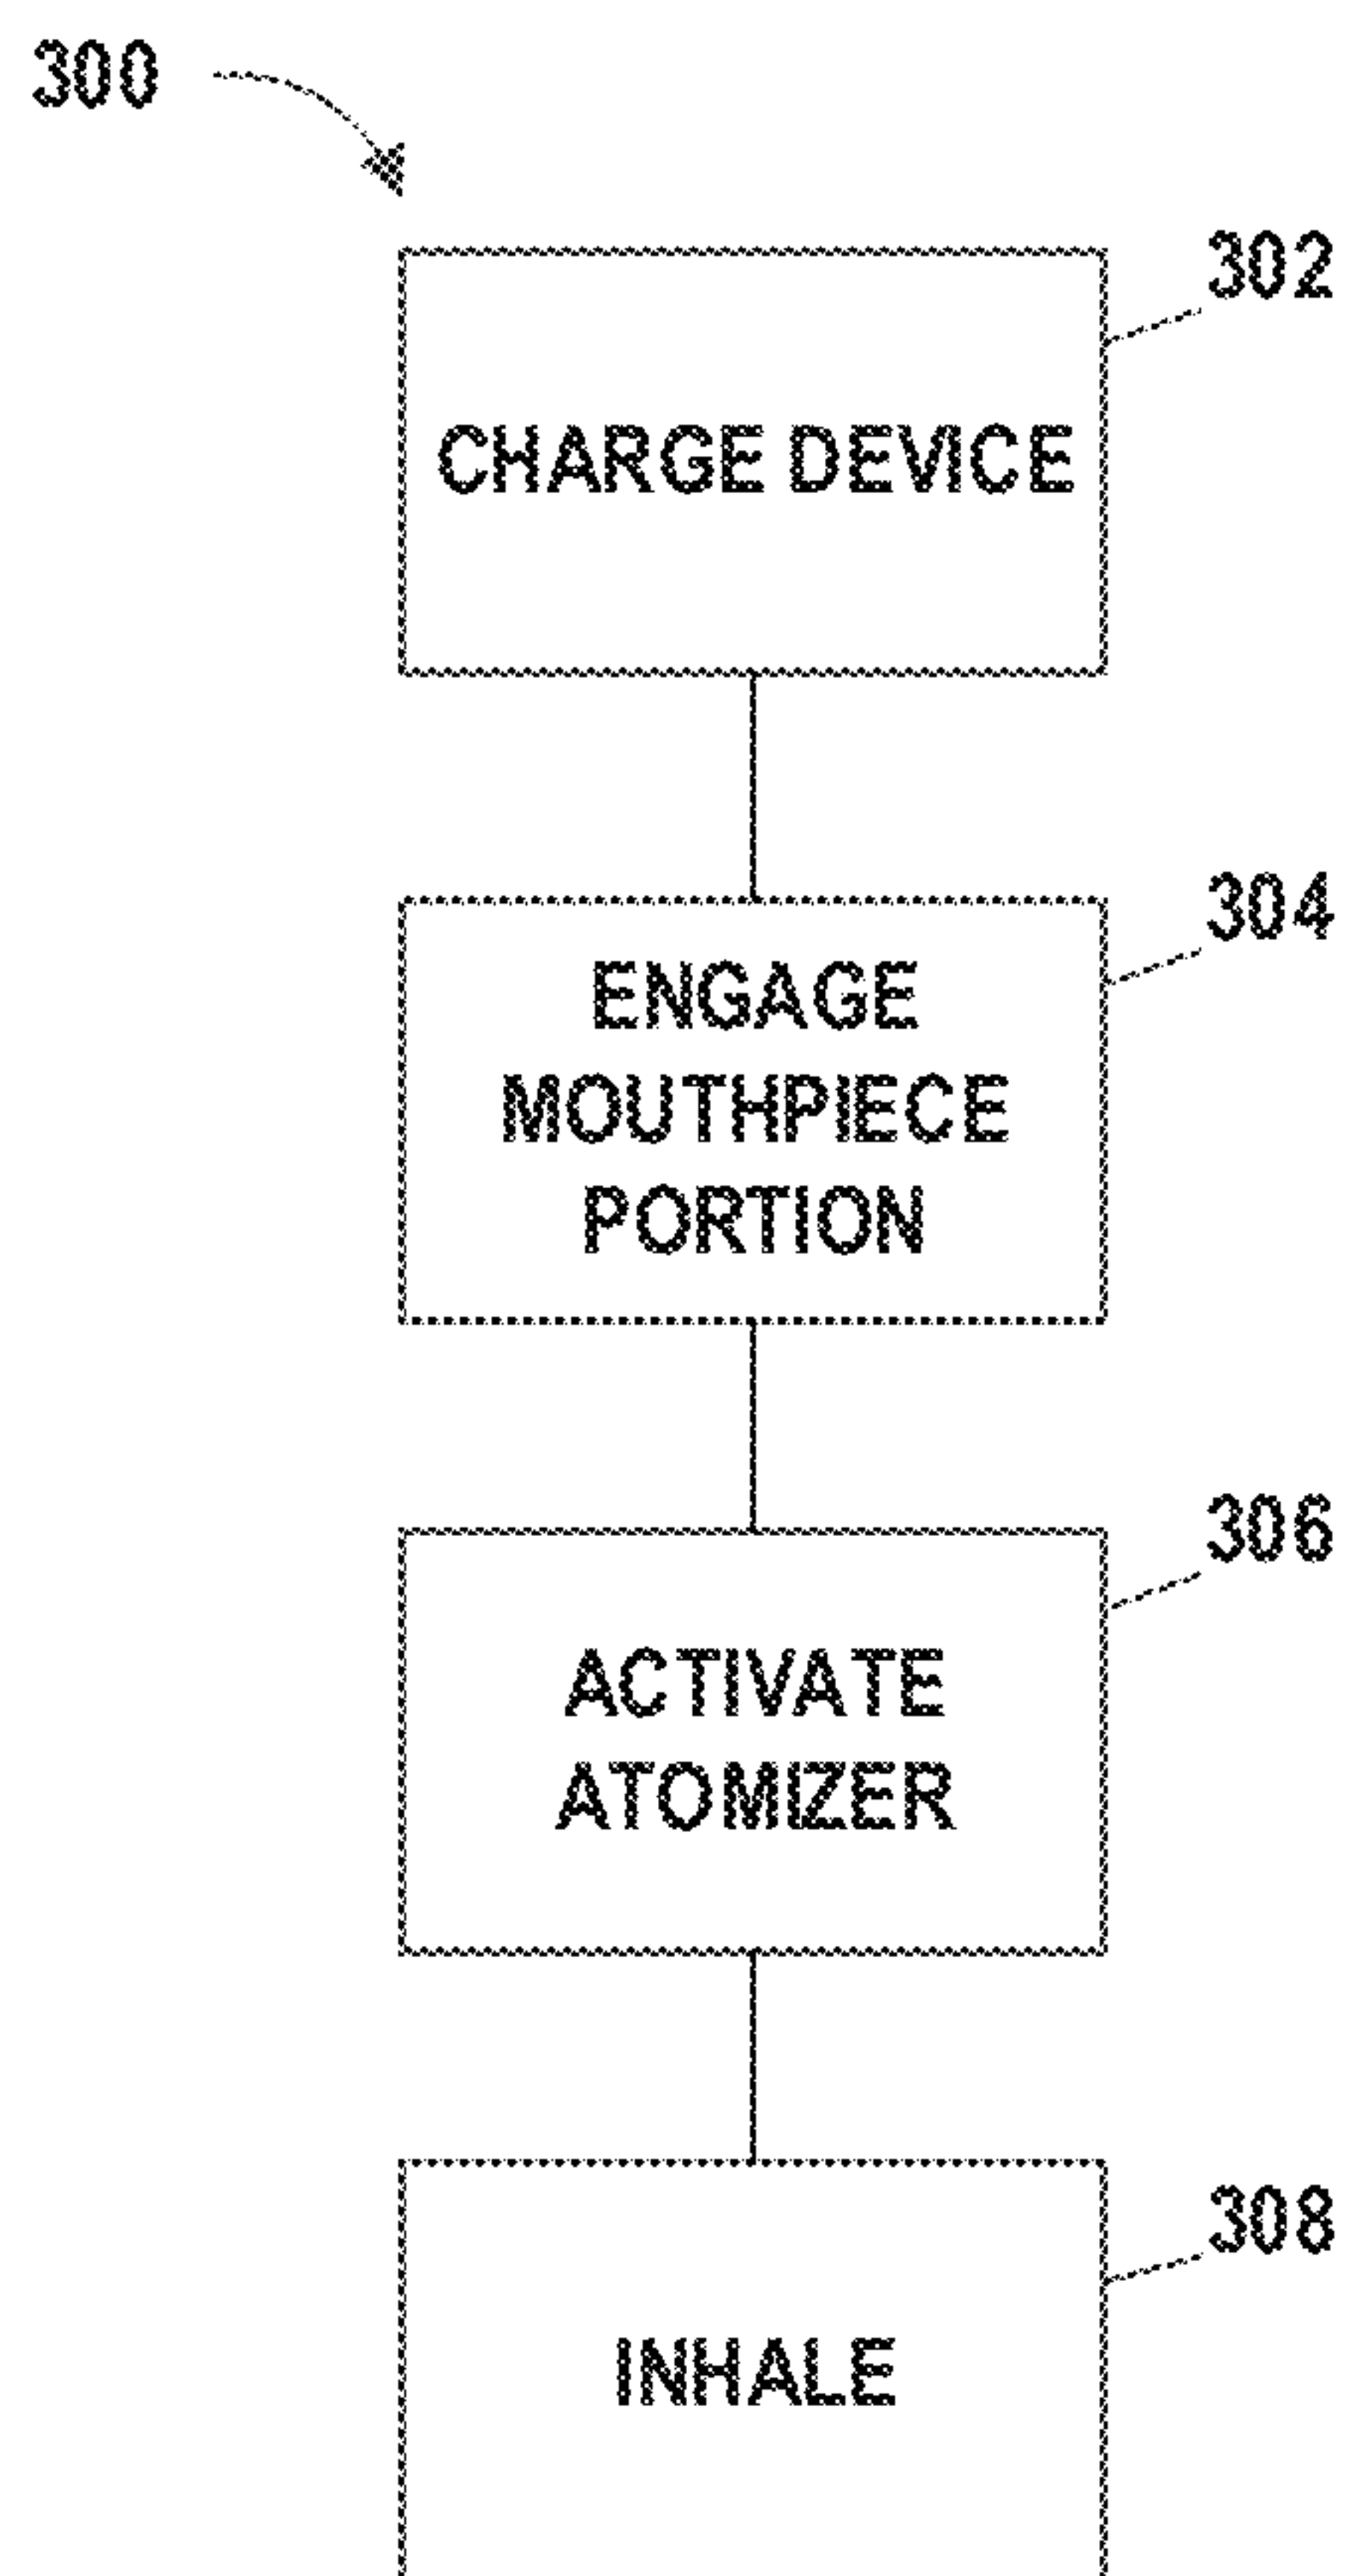 300
302
CHARGE DEVICE
304
ENGAGE
MOUTHPIECE
PORTION
306
ACTIVATE
ATOMIZER
308
INHALE